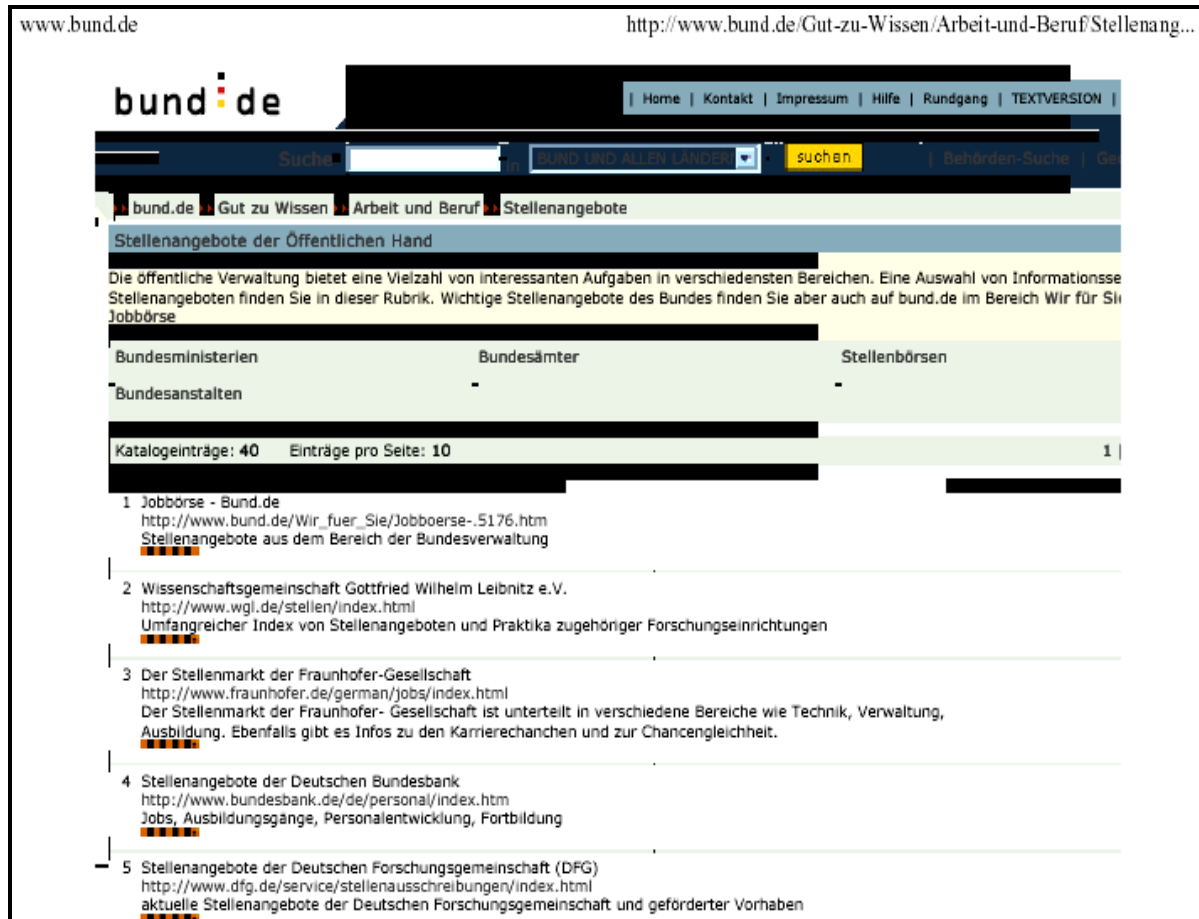 www.bund.de http://www.bund.de/Gut-zu-Wissen/Arbeit-und-Beruf/Stellenang...
bund de
| Home | Kontakt | Impressum | Hilfe | Rundgang | TEXTVERSION |
Suche in BUND UND ALLEN LÄNDERN suchen | Behörden-Suche | Ge
bund.de Gut zu Wissen Arbeit und Beruf Stellenangebote
Stellenangebote der Öffentlichen Hand
Die öffentliche Verwaltung bietet eine Vielzahl von interessanten Aufgaben in verschiedensten Bereichen. Eine Auswahl von Informationsse
Stellenangeboten finden Sie in dieser Rubrik. Wichtige Stellenangebote des Bundes finden Sie aber auch auf bund.de im Bereich Wir für Sie
Jobbörse
Bundesministerien Bundesämter Stellenbörsen
Bundesanstalten
Katalogeinträge: 40 Einträge pro Seite: 10 1 |
1 Jobbörse - Bund.de
http://www.bund.de/Wir_fuer_Sie/Jobboerse-.5176.htm
Stellenangebote aus dem Bereich der Bundesverwaltung
2 Wissenschaftsgemeinschaft Gottfried Wilhelm Leibnitz e.V.
http://www.wgl.de/stellen/index.html
Umfangreicher Index von Stellenangeboten und Praktika zugehöriger Forschungseinrichtungen
3 Der Stellenmarkt der Fraunhofer-Gesellschaft
http://www.fraunhofer.de/german/jobs/index.html
Der Stellenmarkt der Fraunhofer- Gesellschaft ist unterteilt in verschiedene Bereiche wie Technik, Verwaltung,
Ausbildung. Ebenfalls gibt es Infos zu den Karrierechanchen und zur Chancengleichheit.
4 Stellenangebote der Deutschen Bundesbank
http://www.bundesbank.de/de/personal/index.htm
Jobs, Ausbildungsgänge, Personalentwicklung, Fortbildung
5 Stellenangebote der Deutschen Forschungsgemeinschaft (DFG)
http://www.dfg.de/service/stellenausschreibungen/index.html
aktuelle Stellenangebote der Deutschen Forschungsgemeinschaft und geförderter Vorhaben